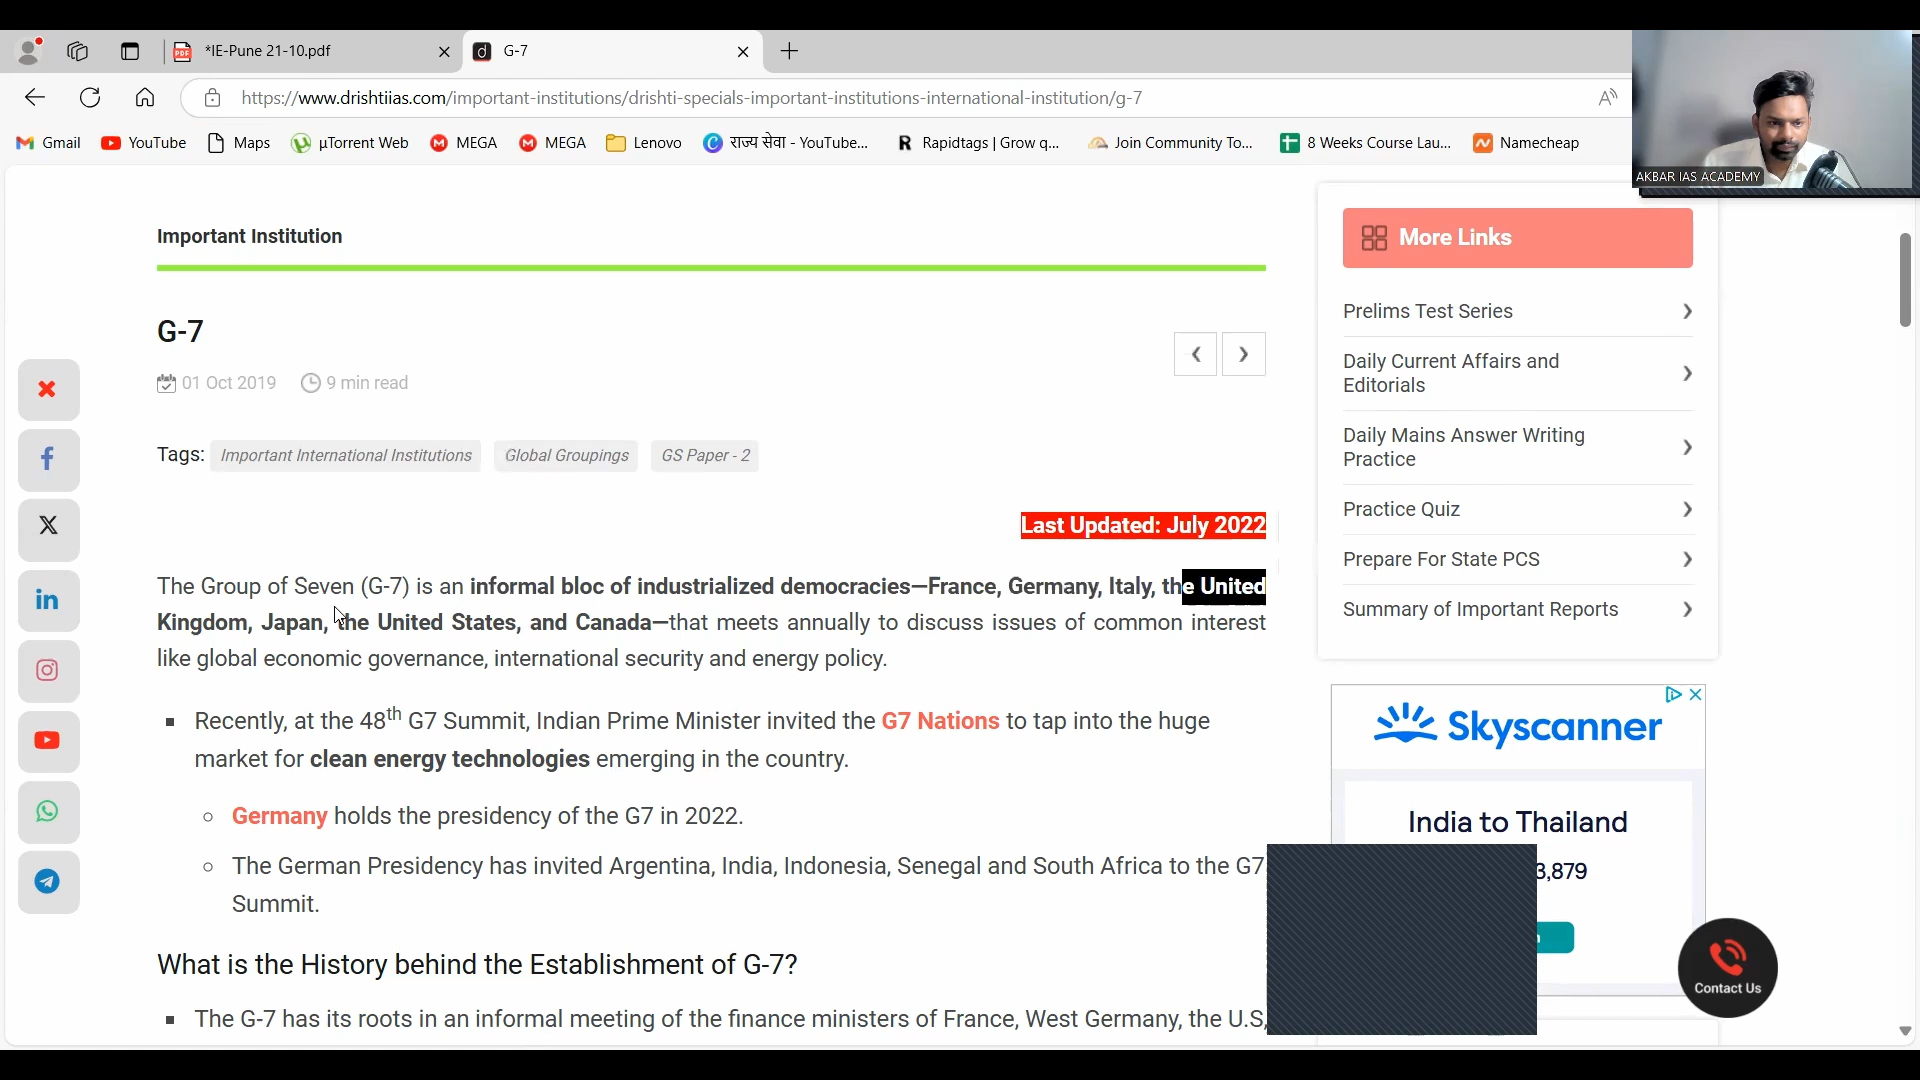 *IE-Pune 21-10.pdf
G-7
https://www.drishtiias.com/important-institutions/drishti-specials-important-institutions-international-institution/g-7
Gmail
YouTube
Maps
µTorrent Web
MEGA
MEGA
Lenovo
राज्य सेवा - YouTube...
Rapidtags | Grow q...
Join Community To...
8 Weeks Course Lau...
Namecheap
AKBAR IAS ACADEMY
Important Institution
G-7
01 Oct 2019
9 min read
Tags: Important International Institutions Global Groupings GS Paper - 2
Last Updated: July 2022
The Group of Seven (G-7) is an informal bloc of industrialized democracies—France, Germany, Italy, the United
Kingdom, Japan, the United States, and Canada—that meets annually to discuss issues of common interest
like global economic governance, international security and energy policy.
Recently, at the 48th G7 Summit, Indian Prime Minister invited the G7 Nations to tap into the huge
market for clean energy technologies emerging in the country.
Germany holds the presidency of the G7 in 2022.
The German Presidency has invited Argentina, India, Indonesia, Senegal and South Africa to the G7
Summit.
What is the History behind the Establishment of G-7?
The G-7 has its roots in an informal meeting of the finance ministers of France, West Germany, the U.S,
More Links
Prelims Test Series
Daily Current Affairs and
Editorials
Daily Mains Answer Writing
Practice
Practice Quiz
Prepare For State PCS
Summary of Important Reports
Skyscanner
India to Thailand
3,879
Contact Us